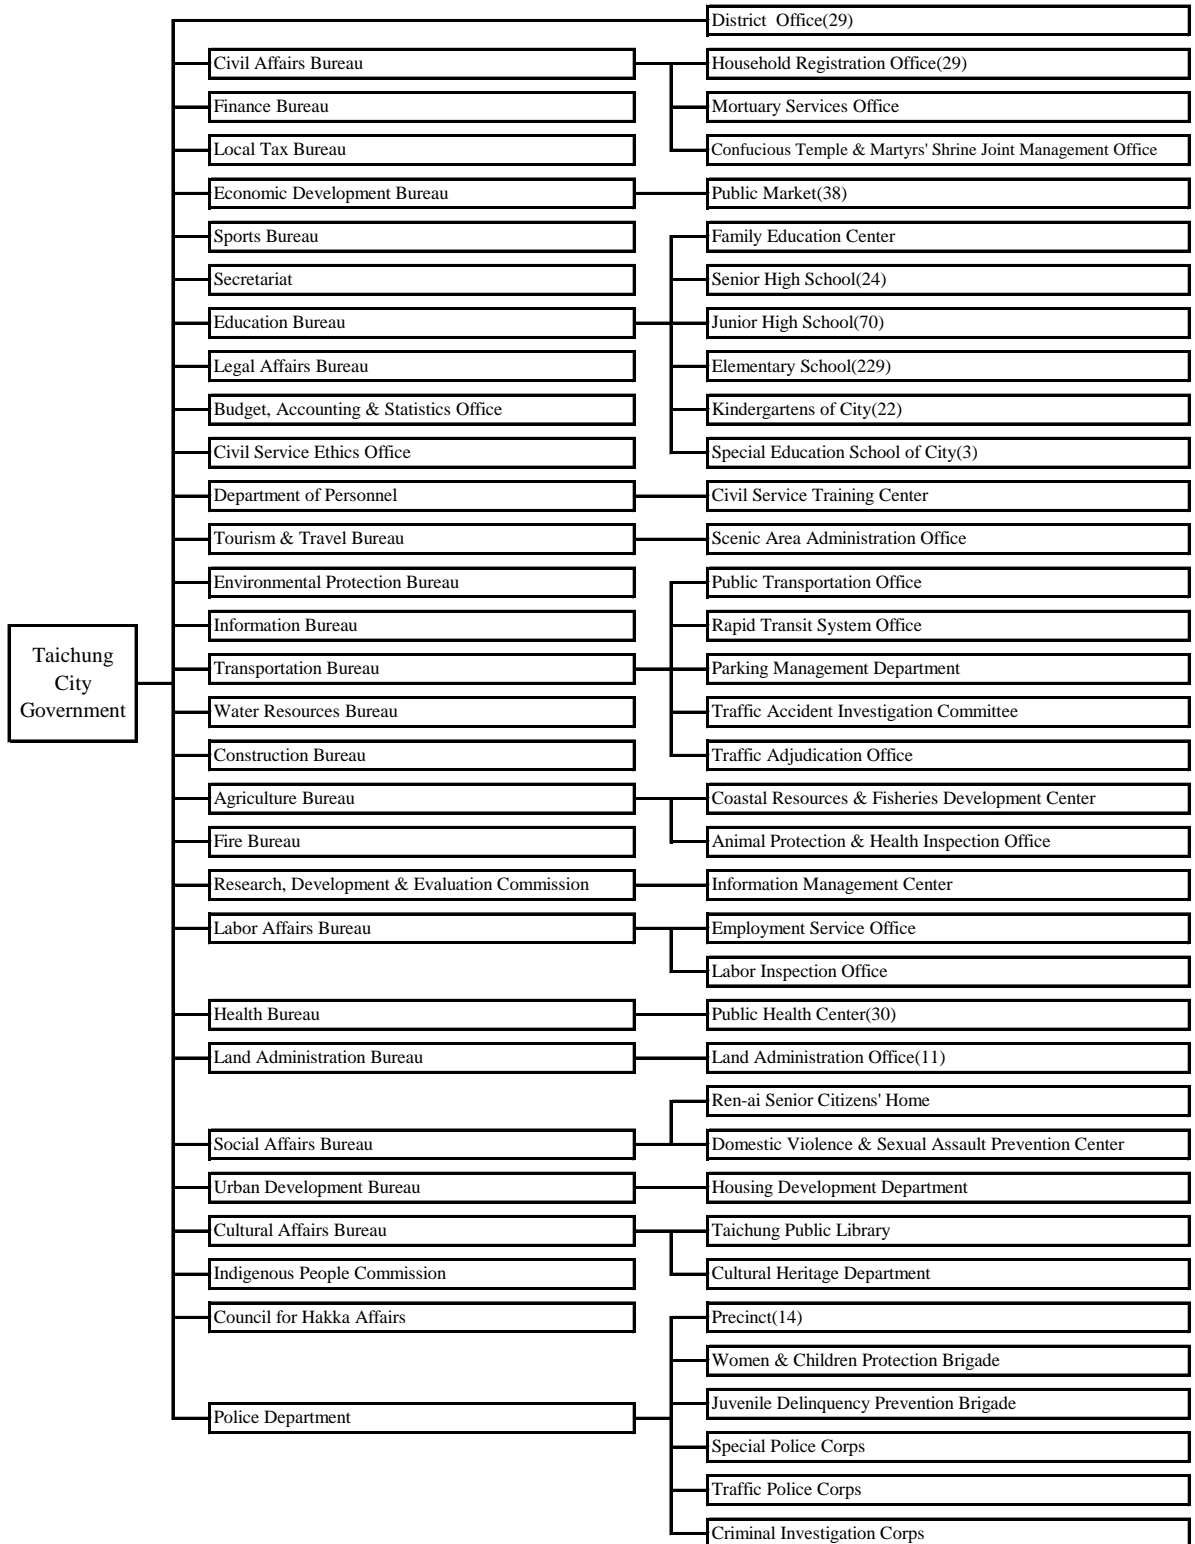 District Office(29)
Civil Affairs Bureau
Household Registration Office(29)
Finance Bureau
Mortuary Services Office
Local Tax Bureau
Confucious Temple & Martyrs' Shrine Joint Management Office
Economic Development Bureau
Public Market(38)
Sports Bureau
Family Education Center
Secretariat
Senior High School(24)
Education Bureau
Junior High School(70)
Legal Affairs Bureau
Elementary School(229)
Budget, Accounting & Statistics Office
Kindergartens of City(22)
Civil Service Ethics Office
Special Education School of City(3)
Department of Personnel
Civil Service Training Center
Tourism & Travel Bureau
Scenic Area Administration Office
Environmental Protection Bureau
Public Transportation Office
Information Bureau
Rapid Transit System Office
Taichung
City
Government
Transportation Bureau
Parking Management Department
Water Resources Bureau
Traffic Accident Investigation Committee
Construction Bureau
Traffic Adjudication Office
Agriculture Bureau
Coastal Resources & Fisheries Development Center
Fire Bureau
Animal Protection & Health Inspection Office
Research, Development & Evaluation Commission
Information Management Center
Labor Affairs Bureau
Employment Service Office
Labor Inspection Office
Health Bureau
Public Health Center(30)
Land Administration Bureau
Land Administration Office(11)
Ren-ai Senior Citizens' Home
Social Affairs Bureau
Domestic Violence & Sexual Assault Prevention Center
Urban Development Bureau
Housing Development Department
Cultural Affairs Bureau
Taichung Public Library
Indigenous People Commission
Cultural Heritage Department
Council for Hakka Affairs
Precinct(14)
Women & Children Protection Brigade
Juvenile Delinquency Prevention Brigade
Police Department
Special Police Corps
Traffic Police Corps
Criminal Investigation Corps